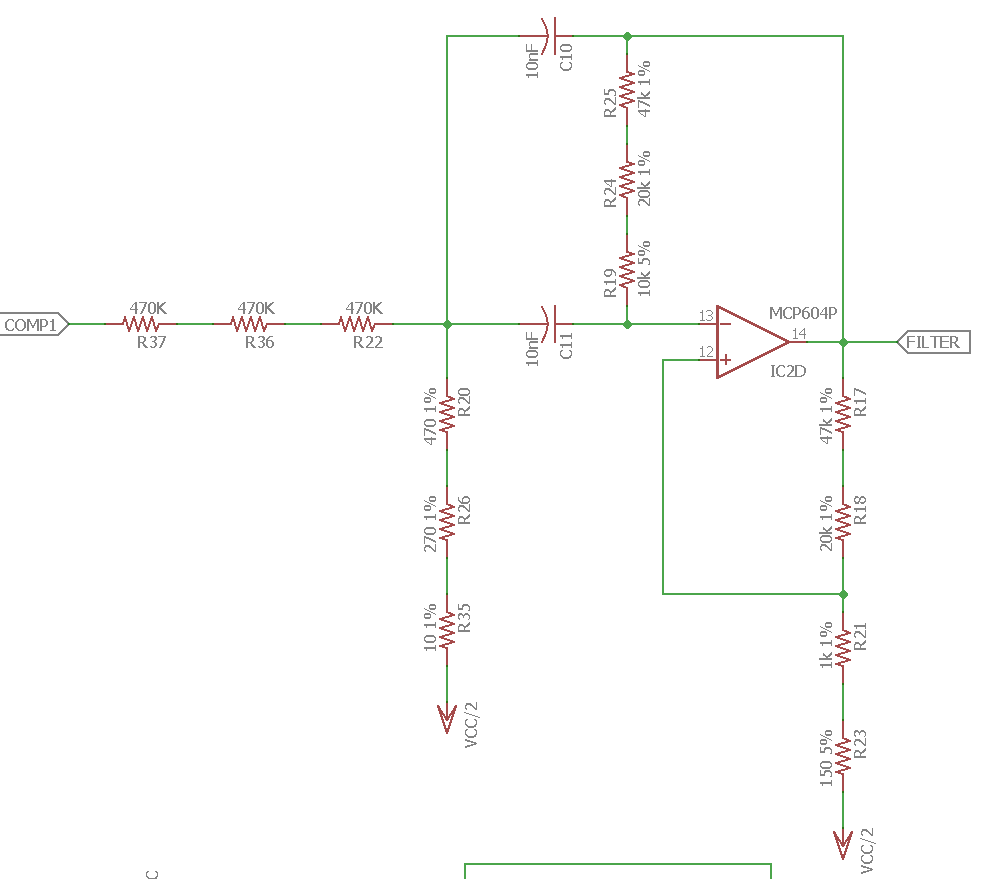 10nF
C10
R25
47k 1%
R24
20k 1%
R19
10k 5%
COMP1
470K
R37
470K
R36
470K
R22
10nF
C11
13
12
14
MCP604P
IC2D
FILTER
470 1%
R20
270 1%
R26
10 1%
R35
VCC/2
47k 1%
R17
20k 1%
R18
1k 1%
R21
150 5%
R23
VCC/2
C